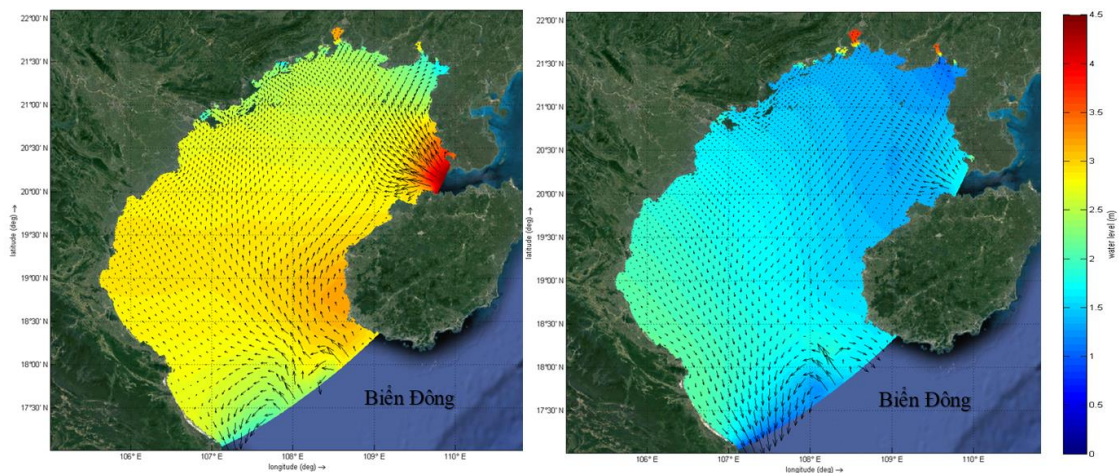 22°00' N
21°30' N
21°00' N
20°30' N
20°00' N
19°30' N
19°00' N
18°30' N
18°00' N
17°30' N
latitude (deg) →
106° E
107° E
108° E
109° E
110° E
longitude (deg) →
Biển Đông
22°00' N
21°30' N
21°00' N
20°30' N
20°00' N
19°30' N
19°00' N
18°30' N
18°00' N
17°30' N
latitude (deg) →
106° E
107° E
108° E
109° E
110° E
longitude (deg) →
Biển Đông
4.5
4
3.5
3
2.5
2
1.5
1
0.5
0
water level (m)